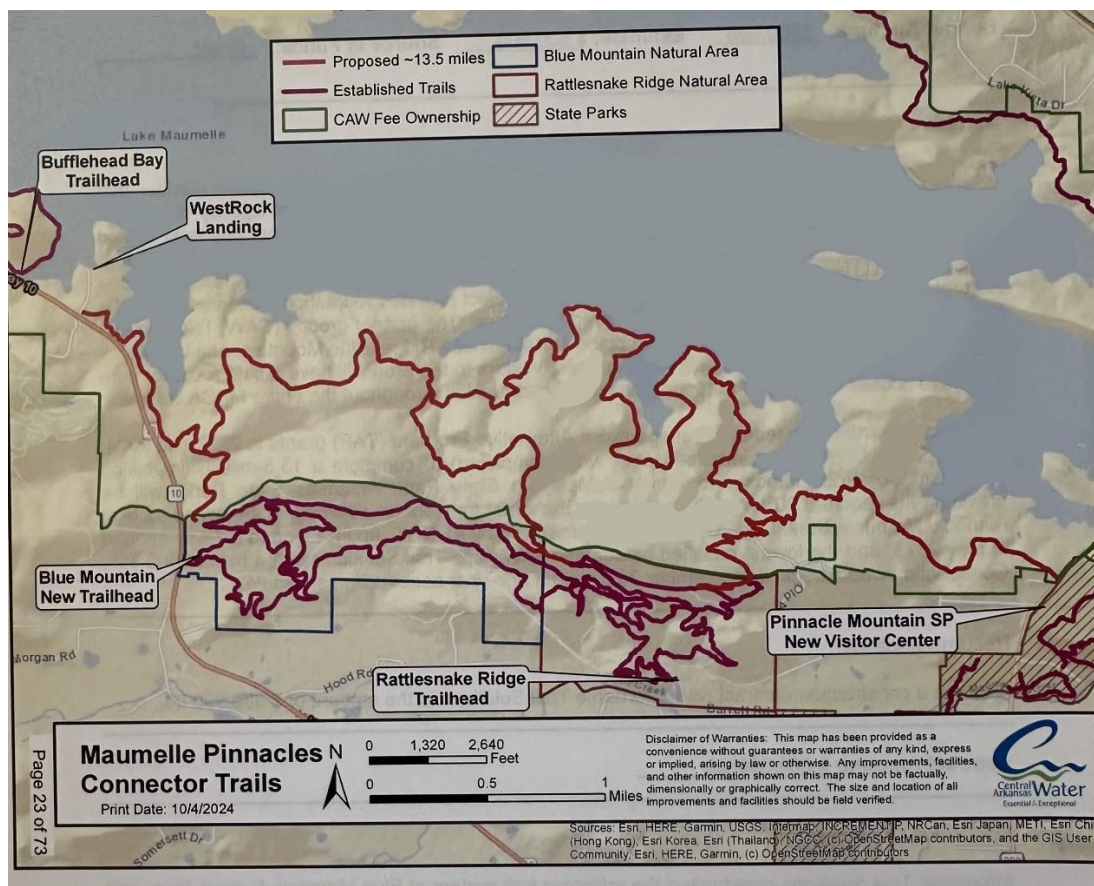 Proposed ~13.5 miles
Established Trails
CAW Fee Ownership
Blue Mountain Natural Area
Rattlesnake Ridge Natural Area
State Parks
Lake Vista Dr
Lake Maumelle
Bufflehead Bay
Trailhead
WestRock
Landing
ay 10
10
Blue Mountain
New Trailhead
Old
Pinnacle Mountain SP
New Visitor Center
Morgan Rd
Hood Rd
Rattlesnake Ridge
Trailhead
Creek
Barrett Rd
Page 23 of 73
Maumelle Pinnacles
Connector Trails
Print Date: 10/4/2024
N
0 1,320 2,640
Feet
0 0.5 1
Miles
Disclaimer of Warranties: This map has been provided as a
convenience without guarantees or warranties of any kind, express
or implied, arising by law or otherwise. Any improvements, facilities,
and other information shown on this map may not be factually,
dimensionally or graphically correct. The size and location of all
improvements and facilities should be field verified.
Central
Arkansas Water
Essential & Exceptional
Somersett Dr
Sources: Esri, HERE, Garmin, USGS, Intermap, INCREMENT P, NRCan, Esri Japan, METI, Esri Chi
(Hong Kong), Esri Korea, Esri (Thailand), NGCC, (c) OpenStreetMap contributors, and the GIS User
Community, Esri, HERE, Garmin, (c) OpenStreetMap contributors